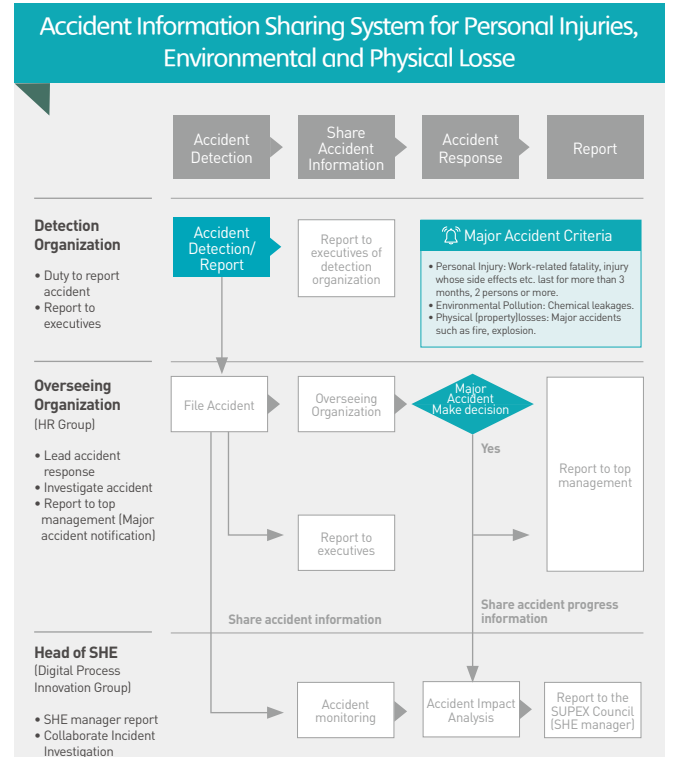 Accident Information Sharing System for Personal Injuries,
Environmental and Physical Losse
Accident
Detection
Share
Accident
Information
Accident
Response
Report
Detection
Organization
• Duty to report
accident
• Report to
executives
Accident
Detection/
Report
Report to
executives of
detection
organization
Major Accident Criteria
• Personal Injury: Work-related fatality, injury
whose side effects etc. last for more than 3
months, 2 persons or more.
• Environmental Pollution: Chemical leakages.
• Physical (property)losses: Major accidents
such as fire, explosion.
Overseeing
Organization
(HR Group)
• Lead accident
response
• Investigate accident
• Report to top
management (Major
accident notification)
File Accident
Overseeing
Organization
Major
Accident
Make decision
Yes
Report to top
management
Report to
executives
Share accident information
Share accident progress
information
Head of SHE
(Digital Process
Innovation Group)
• SHE manager report
• Collaborate Incident
Investigation
Accident
monitoring
Accident Impact
Analysis
Report to the
SUPEX Council
(SHE manager)